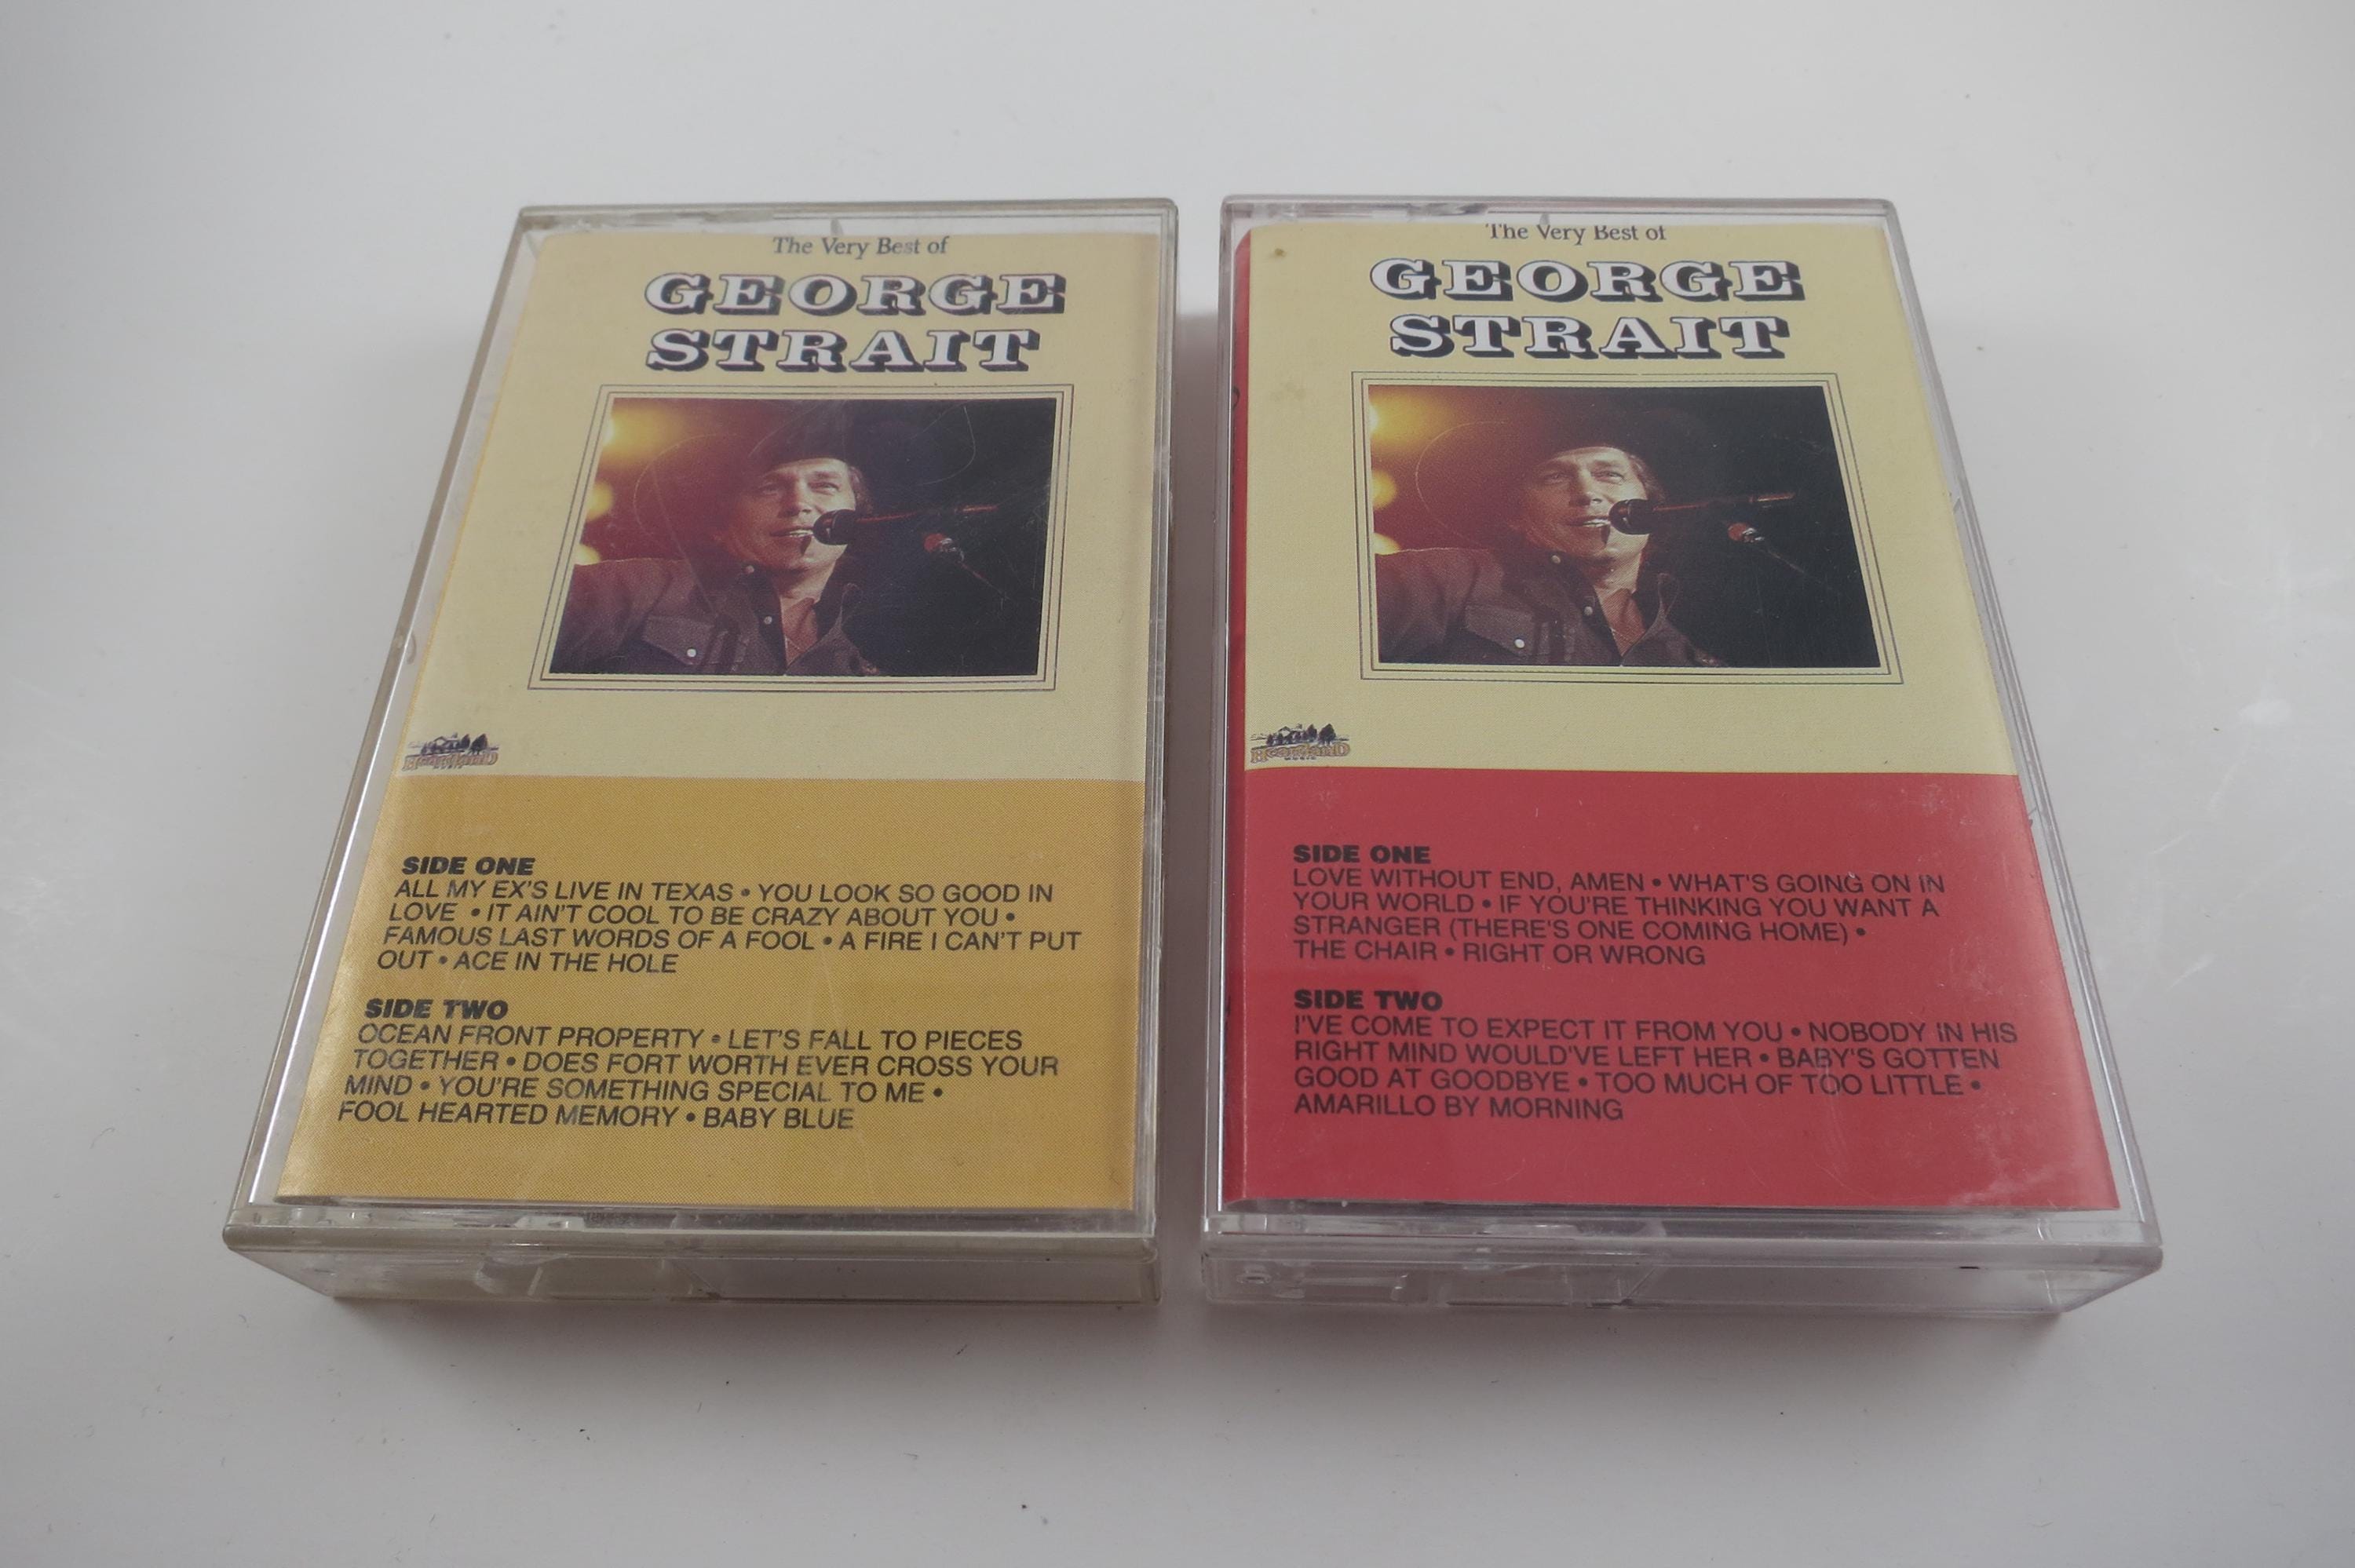 The Very Best of
GEORGE
STRAIT
HEARTLAND
MUSIC
SIDE ONE
ALL MY EX'S LIVE IN TEXAS • YOU LOOK SO GOOD IN
LOVE • IT AIN'T COOL TO BE CRAZY ABOUT YOU •
FAMOUS LAST WORDS OF A FOOL • A FIRE I CAN'T PUT
OUT • ACE IN THE HOLE
SIDE TWO
OCEAN FRONT PROPERTY • LET'S FALL TO PIECES
TOGETHER • DOES FORT WORTH EVER CROSS YOUR
MIND • YOU'RE SOMETHING SPECIAL TO ME •
FOOL HEARTED MEMORY • BABY BLUE
The Very Best of
GEORGE
STRAIT
HEARTLAND
MUSIC
SIDE ONE
LOVE WITHOUT END, AMEN • WHAT'S GOING ON IN
YOUR WORLD • IF YOU'RE THINKING YOU WANT A
STRANGER (THERE'S ONE COMING HOME) •
THE CHAIR • RIGHT OR WRONG
SIDE TWO
I'VE COME TO EXPECT IT FROM YOU • NOBODY IN HIS
RIGHT MIND WOULD'VE LEFT HER • BABY'S GOTTEN
GOOD AT GOODBYE • TOO MUCH OF TOO LITTLE •
AMARILLO BY MORNING